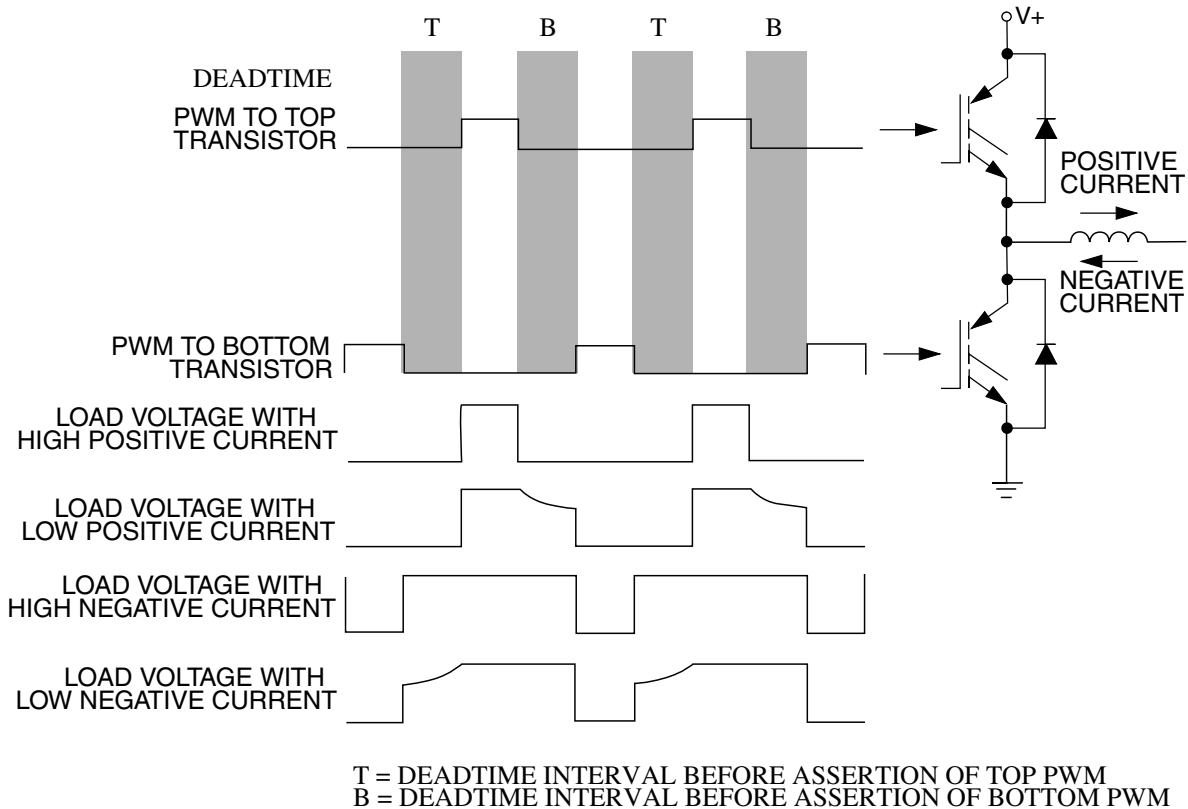 T B T B
V+
DEADTIME
PWM TO TOP
TRANSISTOR
POSITIVE
CURRENT
NEGATIVE
CURRENT
PWM TO BOTTOM
TRANSISTOR
LOAD VOLTAGE WITH
HIGH POSITIVE CURRENT
LOAD VOLTAGE WITH
LOW POSITIVE CURRENT
LOAD VOLTAGE WITH
HIGH NEGATIVE CURRENT
LOAD VOLTAGE WITH
LOW NEGATIVE CURRENT
T = DEADTIME INTERVAL BEFORE ASSERTION OF TOP PWM
B = DEADTIME INTERVAL BEFORE ASSERTION OF BOTTOM PWM